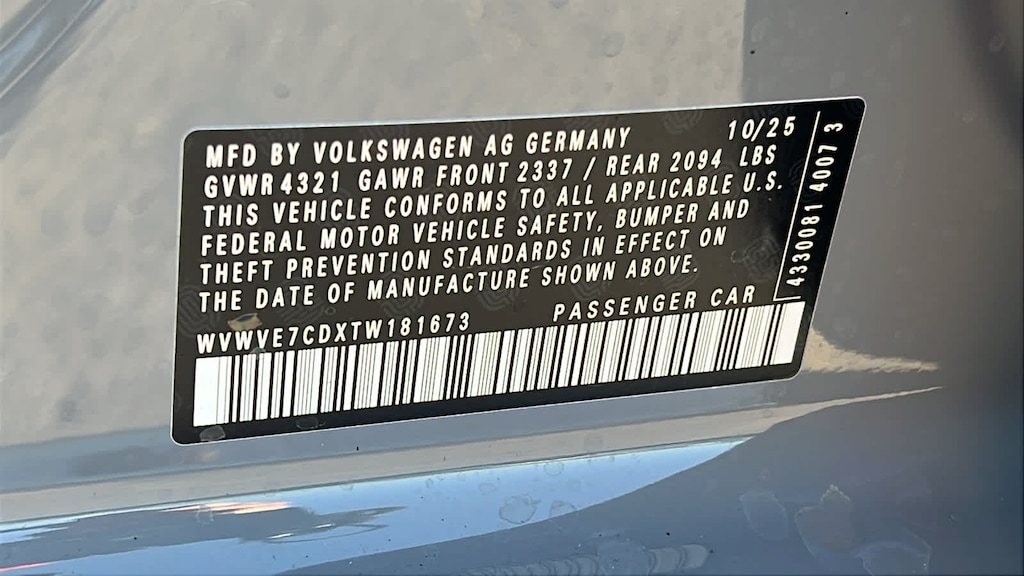 MFD BY VOLKSWAGEN AG GERMANY 10/25
GVWR 4321 GAWR FRONT 2337 / REAR 2094 LBS
THIS VEHICLE CONFORMS TO ALL APPLICABLE U.S.
FEDERAL MOTOR VEHICLE SAFETY, BUMPER AND
THEFT PREVENTION STANDARDS IN EFFECT ON
THE DATE OF MANUFACTURE SHOWN ABOVE.
WVWVE7CDXTW181673 PASSENGER CAR
4330081 4007 3